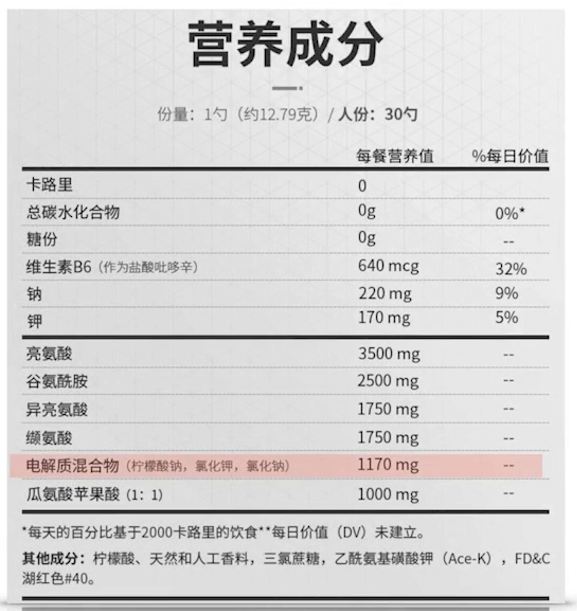 营养成分
份量：1勺（约12.79克）/ 人份：30勺
每餐营养值 %每日价值
卡路里 0
总碳水化合物 0g 0%*
糖份 0g --
维生素B6（作为盐酸吡哆辛） 640 mcg 32%
钠 220 mg 9%
钾 170 mg 5%
亮氨酸 3500 mg --
谷氨酰胺 2500 mg --
异亮氨酸 1750 mg --
缬氨酸 1750 mg --
电解质混合物（柠檬酸钠，氯化钾，氯化钠） 1170 mg --
瓜氨酸苹果酸（1：1） 1000 mg --
*每天的百分比基于2000卡路里的饮食**每日价值（DV）未建立。
其他成分：柠檬酸、天然和人工香料，三氯蔗糖，乙酰氨基磺酸钾（Ace-K），FD&C
湖红色#40。